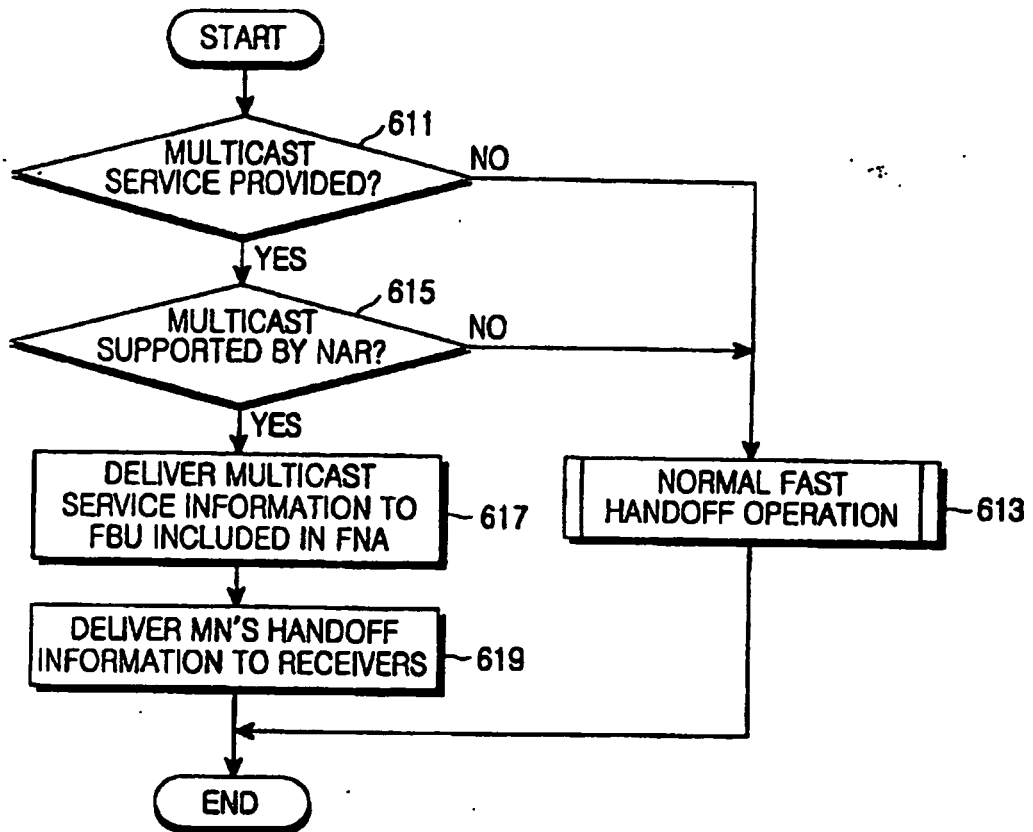 START
611
MULTICAST
SERVICE PROVIDED?
NO
YES
615
MULTICAST
SUPPORTED BY NAR?
NO
YES
DELIVER MULTICAST
SERVICE INFORMATION TO
FBU INCLUDED IN FNA
617
NORMAL FAST
HANDOFF OPERATION
613
DELIVER MN'S HANDOFF
INFORMATION TO RECEIVERS
619
END